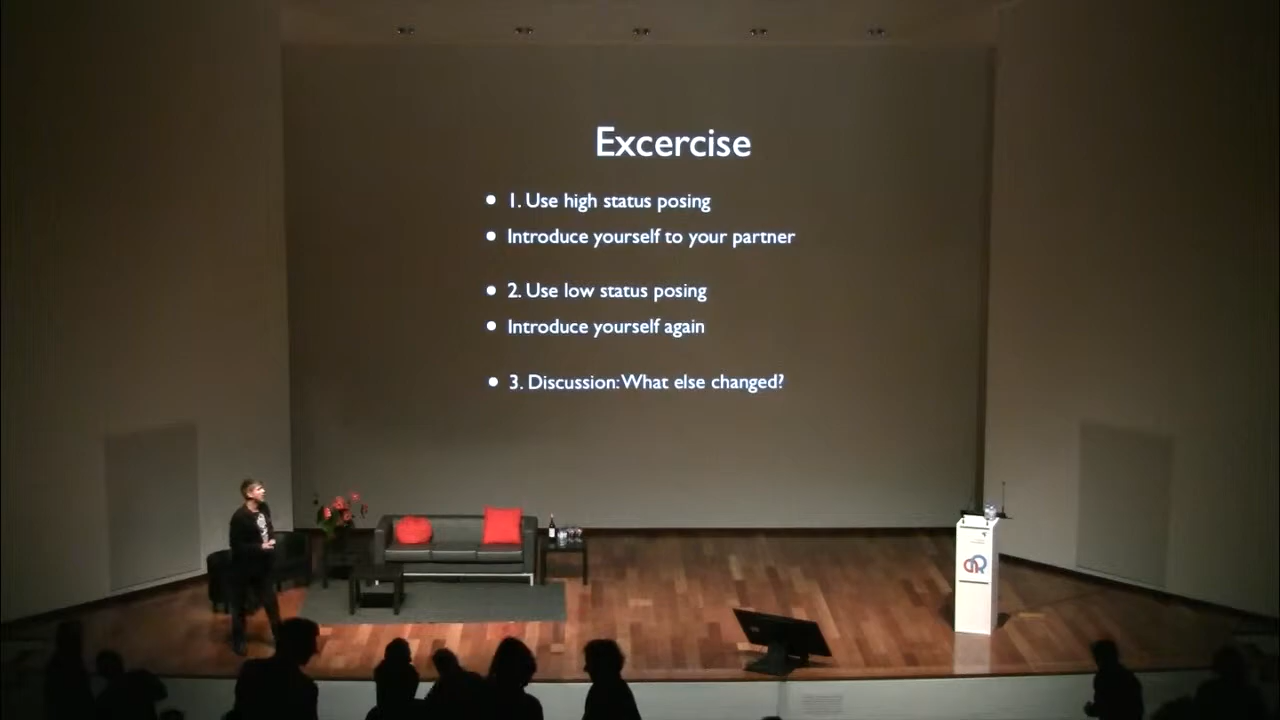 Excercise
• 1. Use high status posing
• Introduce yourself to your partner
• 2. Use low status posing
• Introduce yourself again
• 3. Discussion: What else changed?